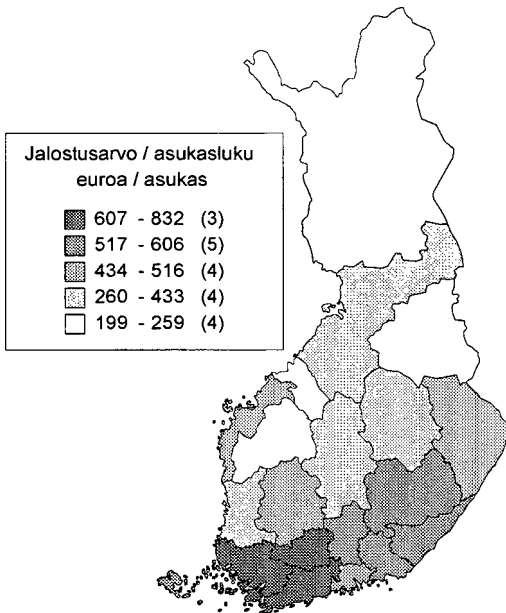 Jalostusarvo / asukasluku
euroa / asukas
607 - 832 (3)
517 - 606 (5)
434 - 516 (4)
260 - 433 (4)
199 - 259 (4)